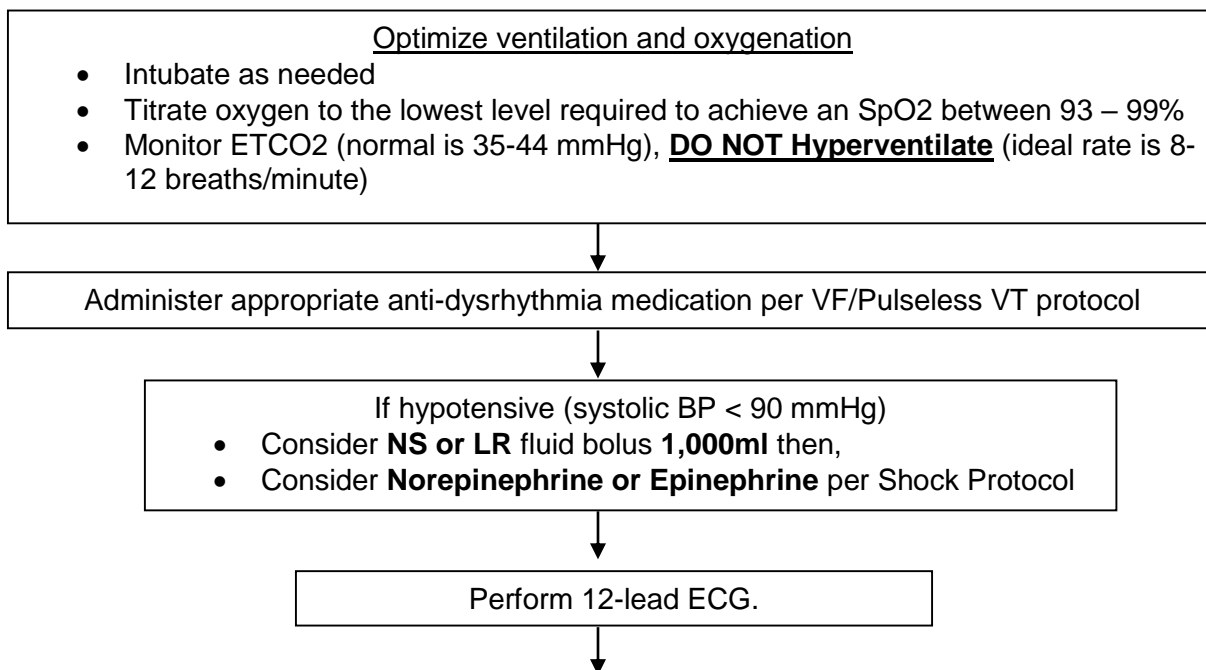 Optimize ventilation and oxygenation
• Intubate as needed
• Titrate oxygen to the lowest level required to achieve an SpO2 between 93 – 99%
• Monitor ETCO2 (normal is 35-44 mmHg), DO NOT Hyperventilate (ideal rate is 8-
12 breaths/minute)
Administer appropriate anti-dysrhythmia medication per VF/Pulseless VT protocol
If hypotensive (systolic BP < 90 mmHg)
• Consider NS or LR fluid bolus 1,000ml then,
• Consider Norepinephrine or Epinephrine per Shock Protocol
Perform 12-lead ECG.